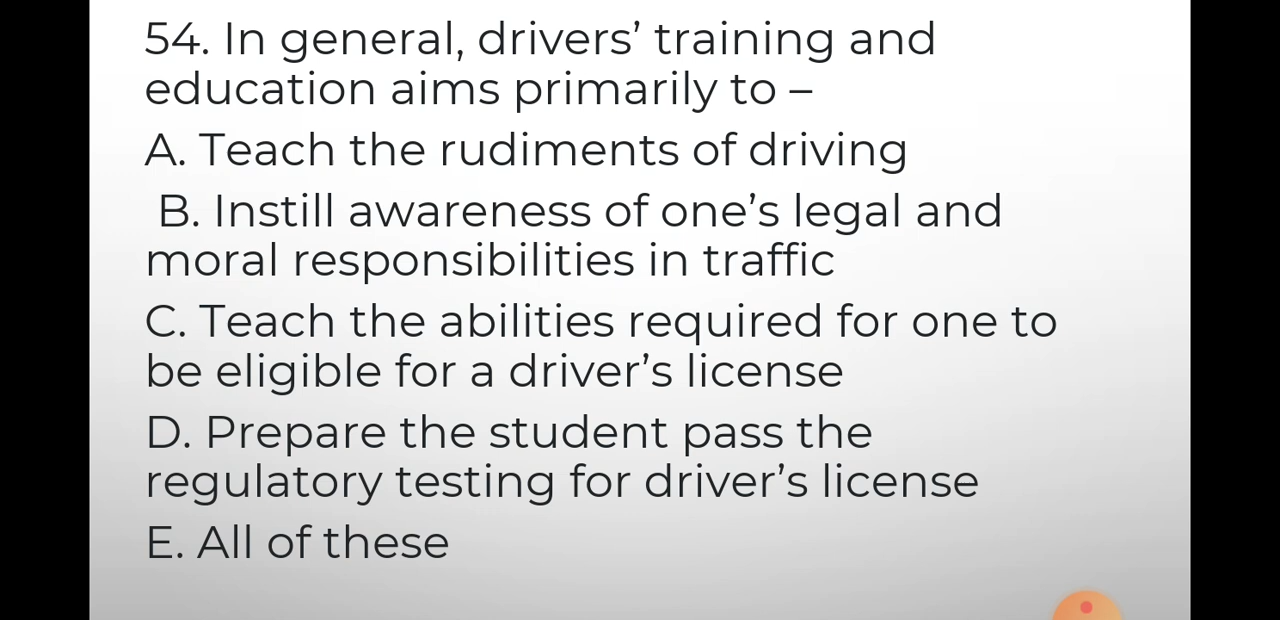 54. In general, drivers’ training and
education aims primarily to –
A. Teach the rudiments of driving
B. Instill awareness of one’s legal and
moral responsibilities in traffic
C. Teach the abilities required for one to
be eligible for a driver’s license
D. Prepare the student pass the
regulatory testing for driver’s license
E. All of these